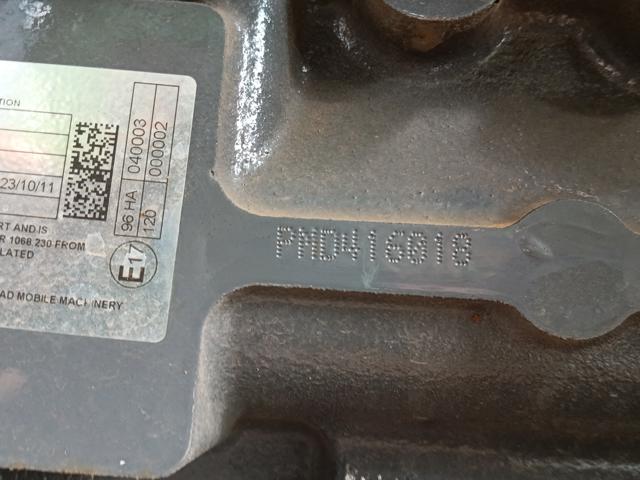 TION
23/10/11
RT AND IS
R 1068 230 FROM
LATED
AD MOBILE MACHINERY
96 HA 040003
120 000002
E17
PMD416018